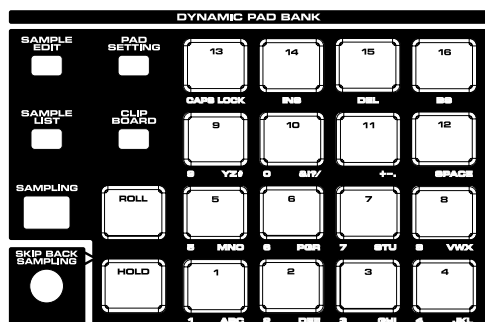 DYNAMIC PAD BANK
SAMPLE
EDIT
PAD
SETTING
13 14 15 16
CAPS LOCK INS DEL BS
SAMPLE
LIST
CLIP
BOARD
9 10 11 12
9 YZ# 0 &!?/ +-., SPACE
SAMPLING
ROLL
5 6 7 8
5 MNO 6 PQR 7 STU 8 VWX
SKIP BACK
SAMPLING
HOLD
1 2 3 4
1 ABC 2 DEF 3 GHI 4 JKL